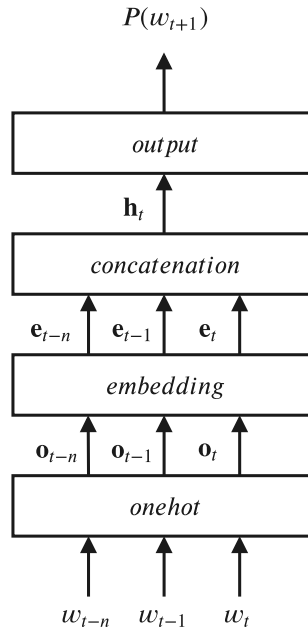 P(w_{t+1})
output
h_t
concatenation
e_{t−n} e_{t−1} e_t
embedding
o_{t−n} o_{t−1} o_t
onehot
w_{t−n} w_{t−1} w_t